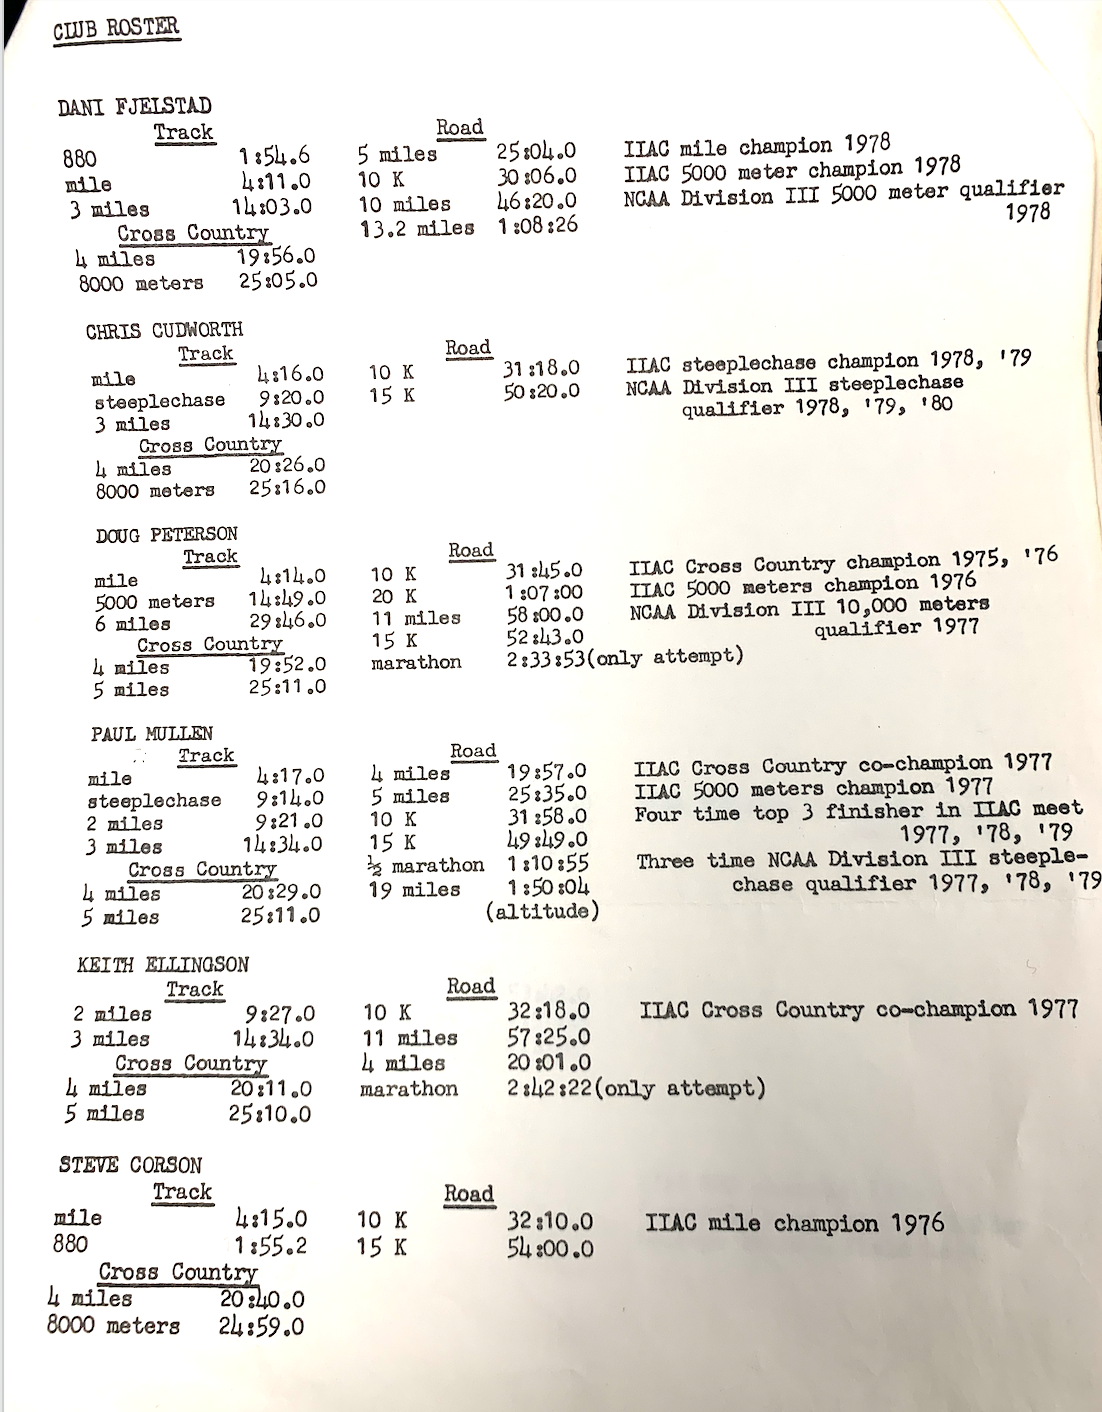 CLUB ROSTER
DANI FJELSTAD
Track Road
880 1:54.6 5 miles 25:04.0 IIAC mile champion 1978
mile 4:11.0 10 K 30:06.0 IIAC 5000 meter champion 1978
3 miles 14:03.0 10 miles 46:20.0 NCAA Division III 5000 meter qualifier
Cross Country 13.2 miles 1:08:26 1978
4 miles 19:56.0
8000 meters 25:05.0
CHRIS CUDWORTH
Track Road
mile 4:16.0 10 K 31:18.0 IIAC steeplechase champion 1978, '79
steeplechase 9:20.0 15 K 50:20.0 NCAA Division III steeplechase
3 miles 14:30.0 qualifier 1978, '79, '80
Cross Country
4 miles 20:26.0
8000 meters 25:16.0
DOUG PETERSON
Track Road
mile 4:14.0 10 K 31:45.0 IIAC Cross Country champion 1975, '76
5000 meters 14:49.0 20 K 1:07:00 IIAC 5000 meters champion 1976
6 miles 29:46.0 11 miles 58:00.0 NCAA Division III 10,000 meters
Cross Country 15 K 52:43.0 qualifier 1977
4 miles 19:52.0 marathon 2:33:53(only attempt)
5 miles 25:11.0
PAUL MULLEN
Track Road
mile 4:17.0 4 miles 19:57.0 IIAC Cross Country co-champion 1977
steeplechase 9:14.0 5 miles 25:35.0 IIAC 5000 meters champion 1977
2 miles 9:21.0 10 K 31:58.0 Four time top 3 finisher in IIAC meet
3 miles 14:34.0 15 K 49:49.0 1977, '78, '79
Cross Country ½ marathon 1:10:55 Three time NCAA Division III steeple-
4 miles 20:29.0 19 miles 1:50:04 chase qualifier 1977, '78, '79
5 miles 25:11.0 (altitude)
KEITH ELLINGSON
Track Road
2 miles 9:27.0 10 K 32:18.0 IIAC Cross Country co-champion 1977
3 miles 14:34.0 11 miles 57:25.0
Cross Country 4 miles 20:01.0
4 miles 20:11.0 marathon 2:42:22(only attempt)
5 miles 25:10.0
STEVE CORSON
Track Road
mile 4:15.0 10 K 32:10.0 IIAC mile champion 1976
880 1:55.2 15 K 54:00.0
Cross Country
4 miles 20:40.0
8000 meters 24:59.0